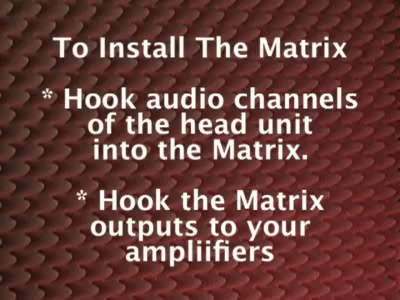 To Install The Matrix
* Hook audio channels
of the head unit
into the Matrix.
* Hook the Matrix
outputs to your
ampliifiers